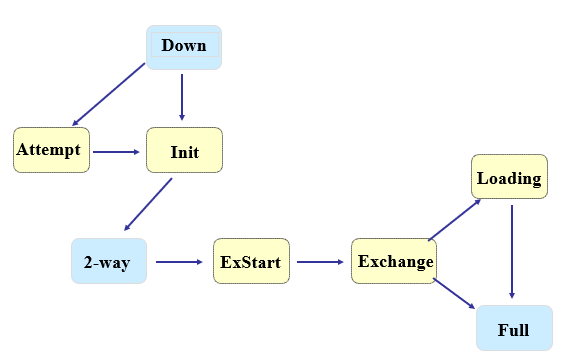 Down
Attempt
Init
Loading
2-way
ExStart
Exchange
Full